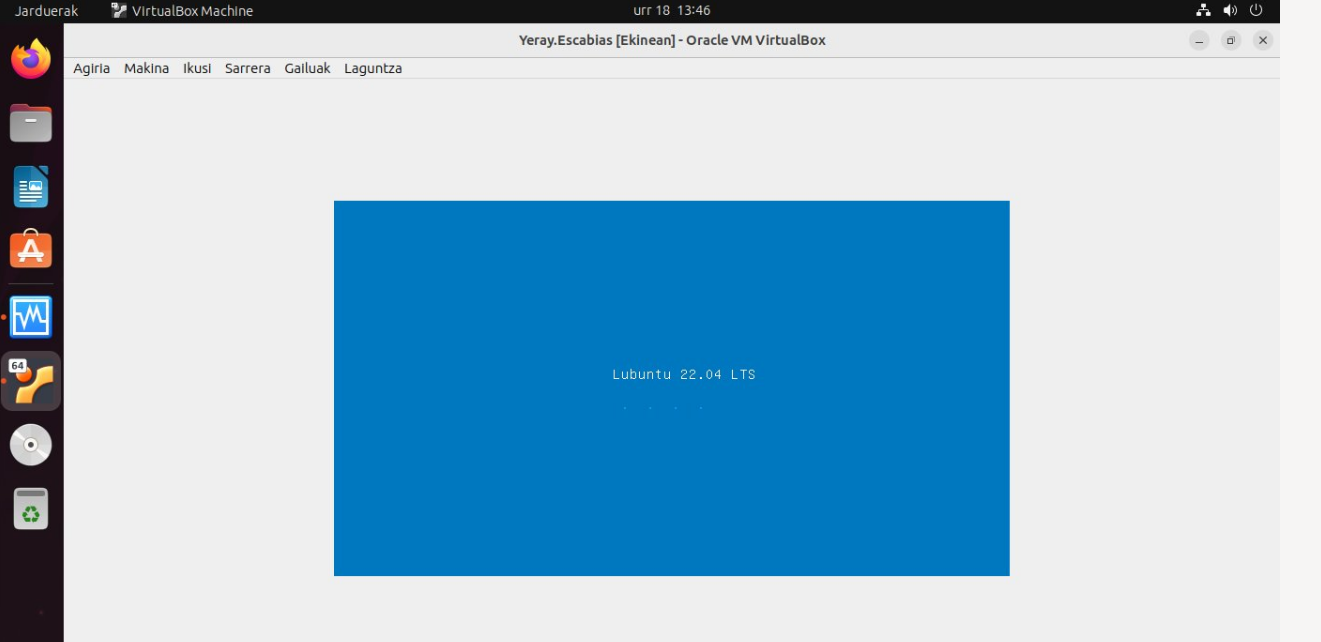 Jarduerak VirtualBox Machine urr 18 13:46
Yeray.Escabias [Ekinean] - Oracle VM VirtualBox
Agiria Makina Ikusi Sarrera Gailuak Laguntza
64
Lubuntu 22.04 LTS
. . . .